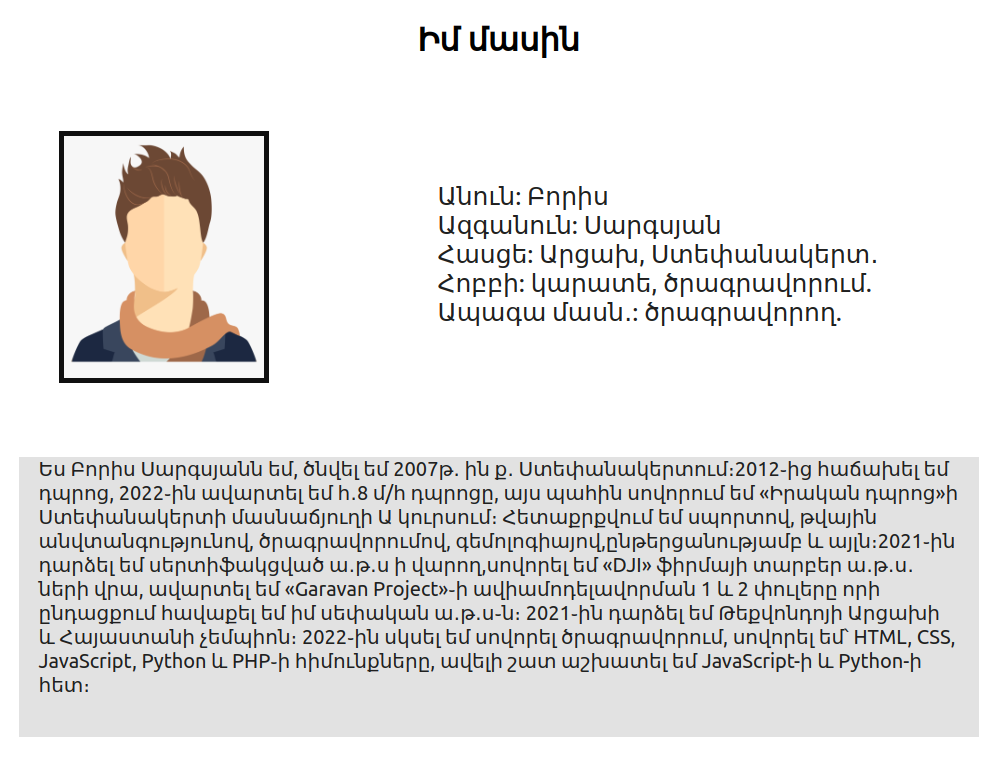 Իմ մասին
Անուն: Բորիս
Ազգանուն: Սարգսյան
Հասցե: Արցախ, Ստեփանակերտ.
Հոբբի: կարատե, ծրագրավորում.
Ապագա մասն.: ծրագրավորող.
Ես Բորիս Սարգսյանն եմ, ծնվել եմ 2007թ. ին ք. Ստեփանակերտում:2012-ից հաճախել եմ
դպրոց, 2022-ին ավարտել եմ հ.8 մ/հ դպրոցը, այս պահին սովորում եմ «Իրական դպրոց»ի
Ստեփանակերտի մասնաճյուղի Ա կուրսում: Հետաքրքվում եմ սպորտով, թվային
անվտանգությունով, ծրագրավորումով, գեմոլոգիայով,ընթերցանությամբ և այլն:2021-ին
դարձել եմ սերտիֆակցված ա.թ.ս ի վարող,սովորել եմ «DJI» ֆիրմայի տարբեր ա.թ.ս.
ների վրա, ավարտել եմ «Garavan Project»-ի ավիամոդելավորման 1 և 2 փուլերը որի
ընդացքում հավաքել եմ իմ սեփական ա.թ.ս-ն: 2021-ին դարձել եմ Թեքվոնդոյի Արցախի
և Հայաստանի չեմպիոն: 2022-ին սկսել եմ սովորել ծրագրավորում, սովորել եմ՝ HTML, CSS,
JavaScript, Python և PHP-ի հիմունքները, ավելի շատ աշխատել եմ JavaScript-ի և Python-ի
հետ: